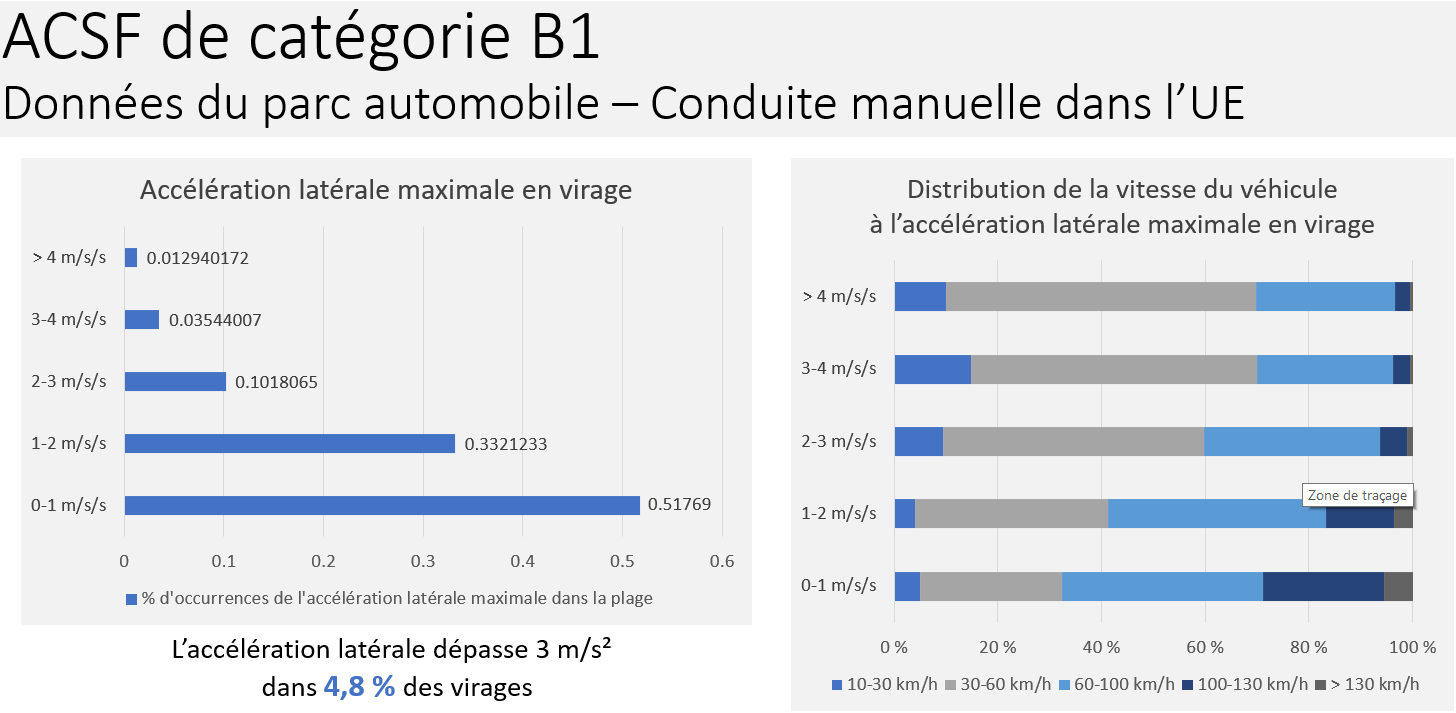 ACSF de catégorie B1
Données du parc automobile – Conduite manuelle dans l’UE
Accélération latérale maximale en virage
> 4 m/s/s
0.012940172
3-4 m/s/s
0.03544007
2-3 m/s/s
0.1018065
1-2 m/s/s
0.3321233
0-1 m/s/s
0.51769
0 0.1 0.2 0.3 0.4 0.5 0.6
% d'occurrences de l'accélération latérale maximale dans la plage
L’accélération latérale dépasse 3 m/s²
dans 4,8 % des virages
Distribution de la vitesse du véhicule
à l’accélération latérale maximale en virage
> 4 m/s/s
3-4 m/s/s
2-3 m/s/s
Zone de traçage
1-2 m/s/s
0-1 m/s/s
0 % 20 % 40 % 60 % 80 % 100 %
10-30 km/h 30-60 km/h 60-100 km/h 100-130 km/h > 130 km/h